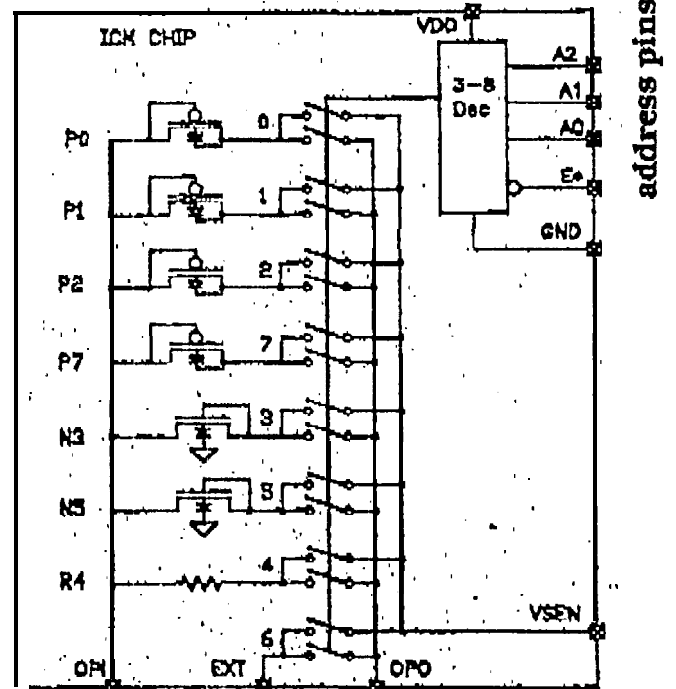 ICM CHIP
VDD
3-8
Dec
A2
A1
A0
E*
GND
address pins
P0
0
P1
1
P2
2
P7
7
N3
3
N5
5
R4
4
6
VSEN
OPI
EXT
OPO